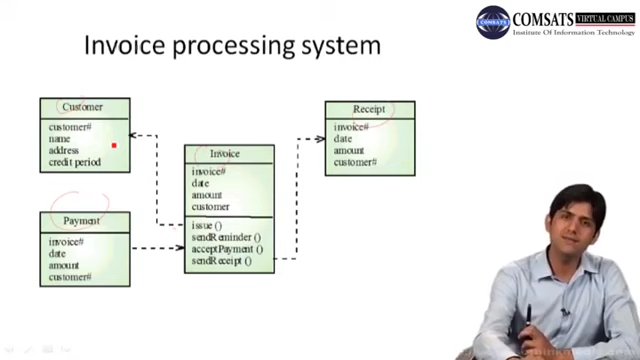 COMSATS VIRTUAL CAMPUS
Institute Of Information Technology
COMSATS
Invoice processing system
Customer
customer#
name
address
credit period
Receipt
invoice#
date
amount
customer#
Invoice
invoice#
date
amount
customer
issue ()
sendReminder ()
acceptPayment ()
sendReceipt ()
Payment
invoice#
date
amount
customer#